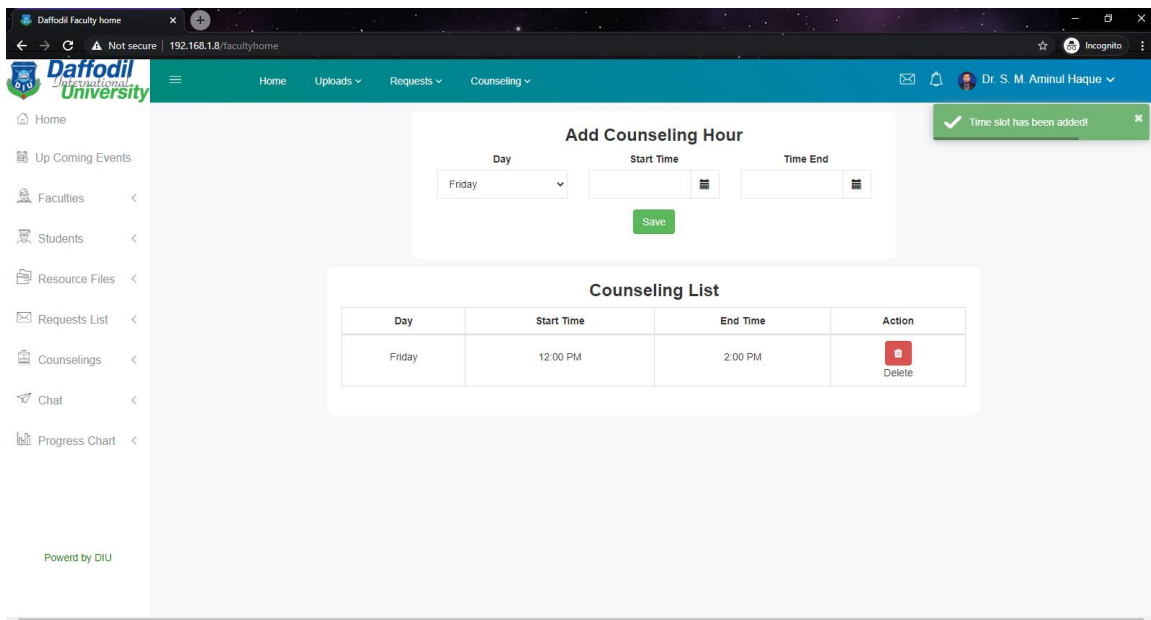 Daffodil Faculty home
Not secure | 192.168.1.8/facultyhome
Incognito
DIU
Daffodil
International
University
Home
Uploads
Requests
Counseling
Dr. S. M. Aminul Haque
Time slot has been added!
Home
Up Coming Events
Faculties
Students
Resource Files
Requests List
Counselings
Chat
Progress Chart
Powerd by DIU
Add Counseling Hour
Day Start Time Time End
Friday
Save
Counseling List
Day Start Time End Time Action
Friday 12:00 PM 2:00 PM
Delete